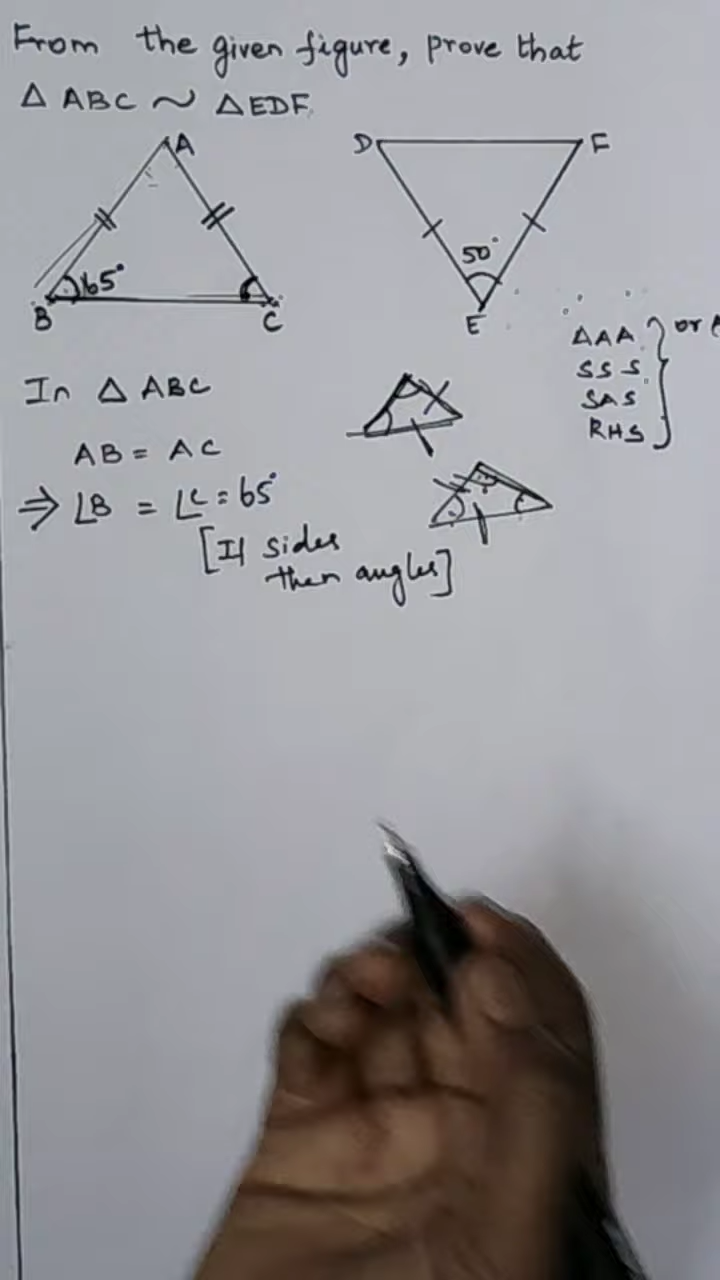 From the given figure, prove that
△ ABC ~ △EDF
A
65°
B
C
D
F
50°
E
AAA
SSS
SAS
RHS
or
In △ ABC
AB = AC
⇒ ∠B = ∠C = 65°
[If sides
then angles]